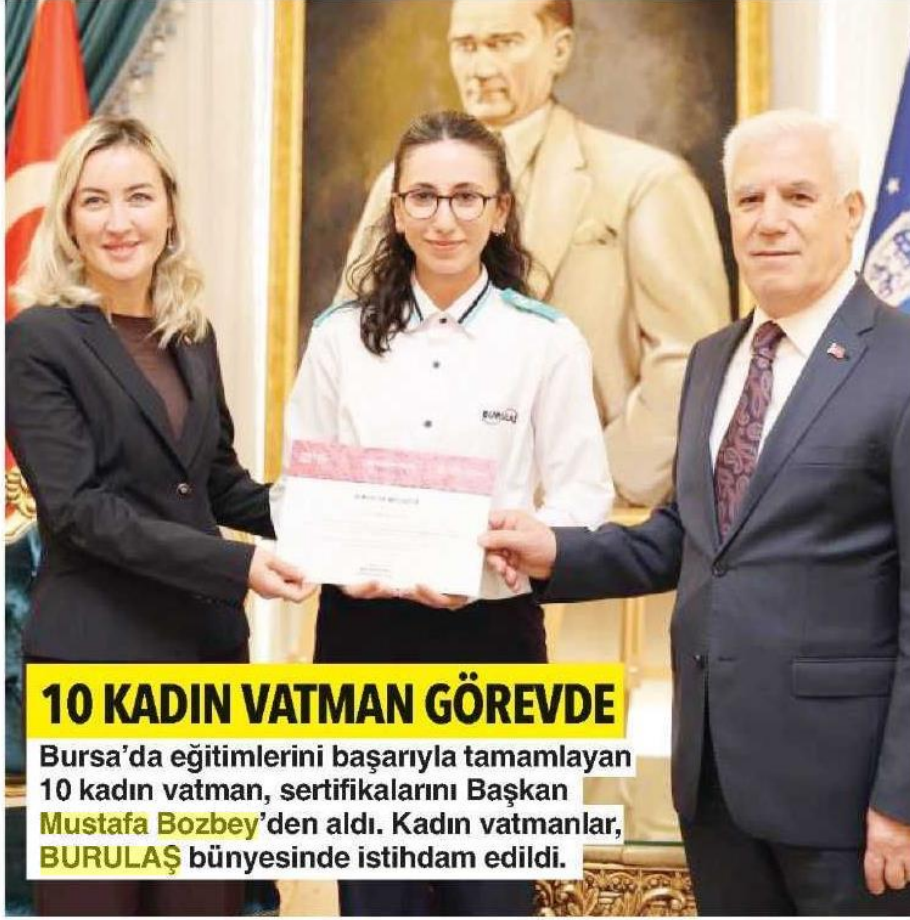 BURULAŞ
10 KADIN VATMAN GÖREVDE
Bursa’da eğitimlerini başarıyla tamamlayan
10 kadın vatman, sertifikalarını Başkan
Mustafa Bozbey’den aldı. Kadın vatmanlar,
BURULAŞ bünyesinde istihdam edildi.